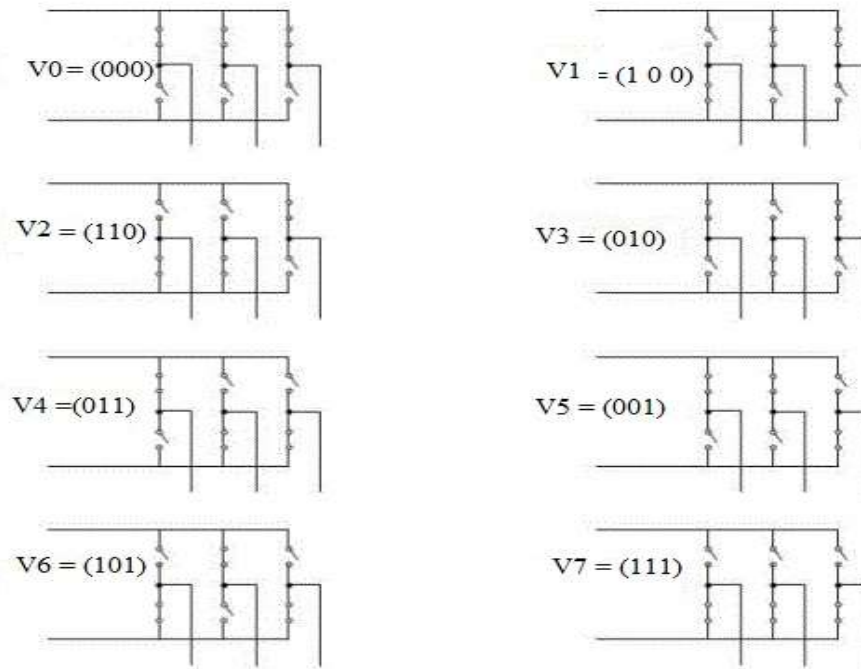 V0 = (000)
V1 = (1 0 0)
V2 = (110)
V3 = (010)
V4 =(011)
V5 = (001)
V6 = (101)
V7 = (111)